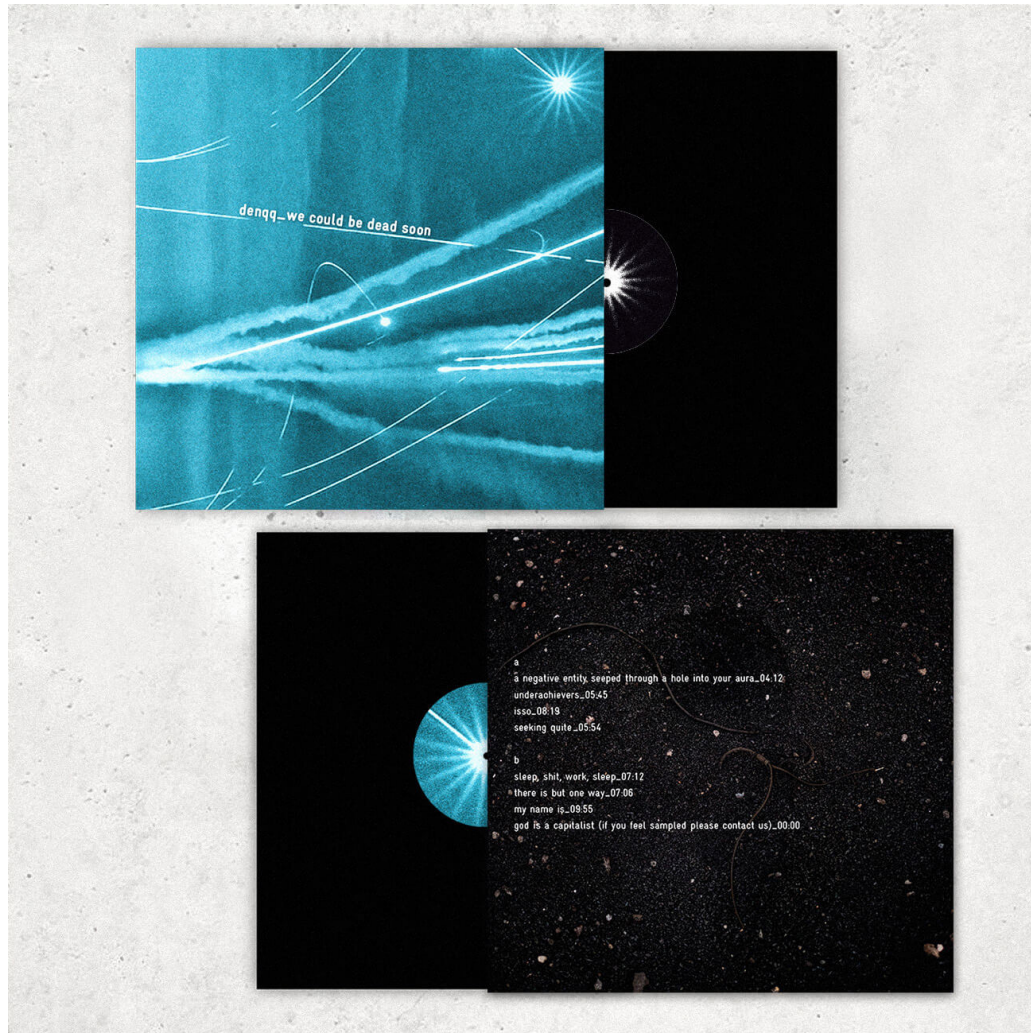 denqq_we could be dead soon
a
a negative entity, seeped through a hole into your aura_04:12
underachievers_05:45
isso_08:19
seeking quite_05:54
b
sleep, shit, work, sleep_07:12
there is but one way_07:06
my name is_09:55
god is a capitalist (if you feel sampled please contact us)_00:00